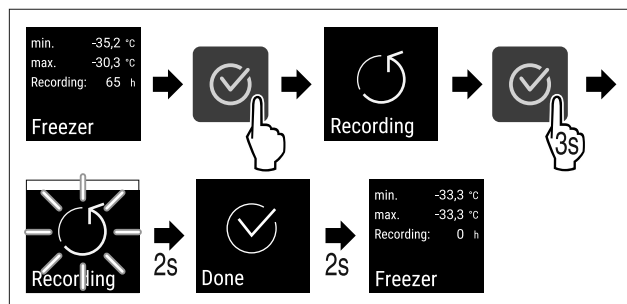 min. -35,2 °C
max. -30,3 °C
Recording: 65 h
Freezer
Recording
3s
Recording
2s
Done
2s
min. -33,3 °C
max. -33,3 °C
Recording: 0 h
Freezer